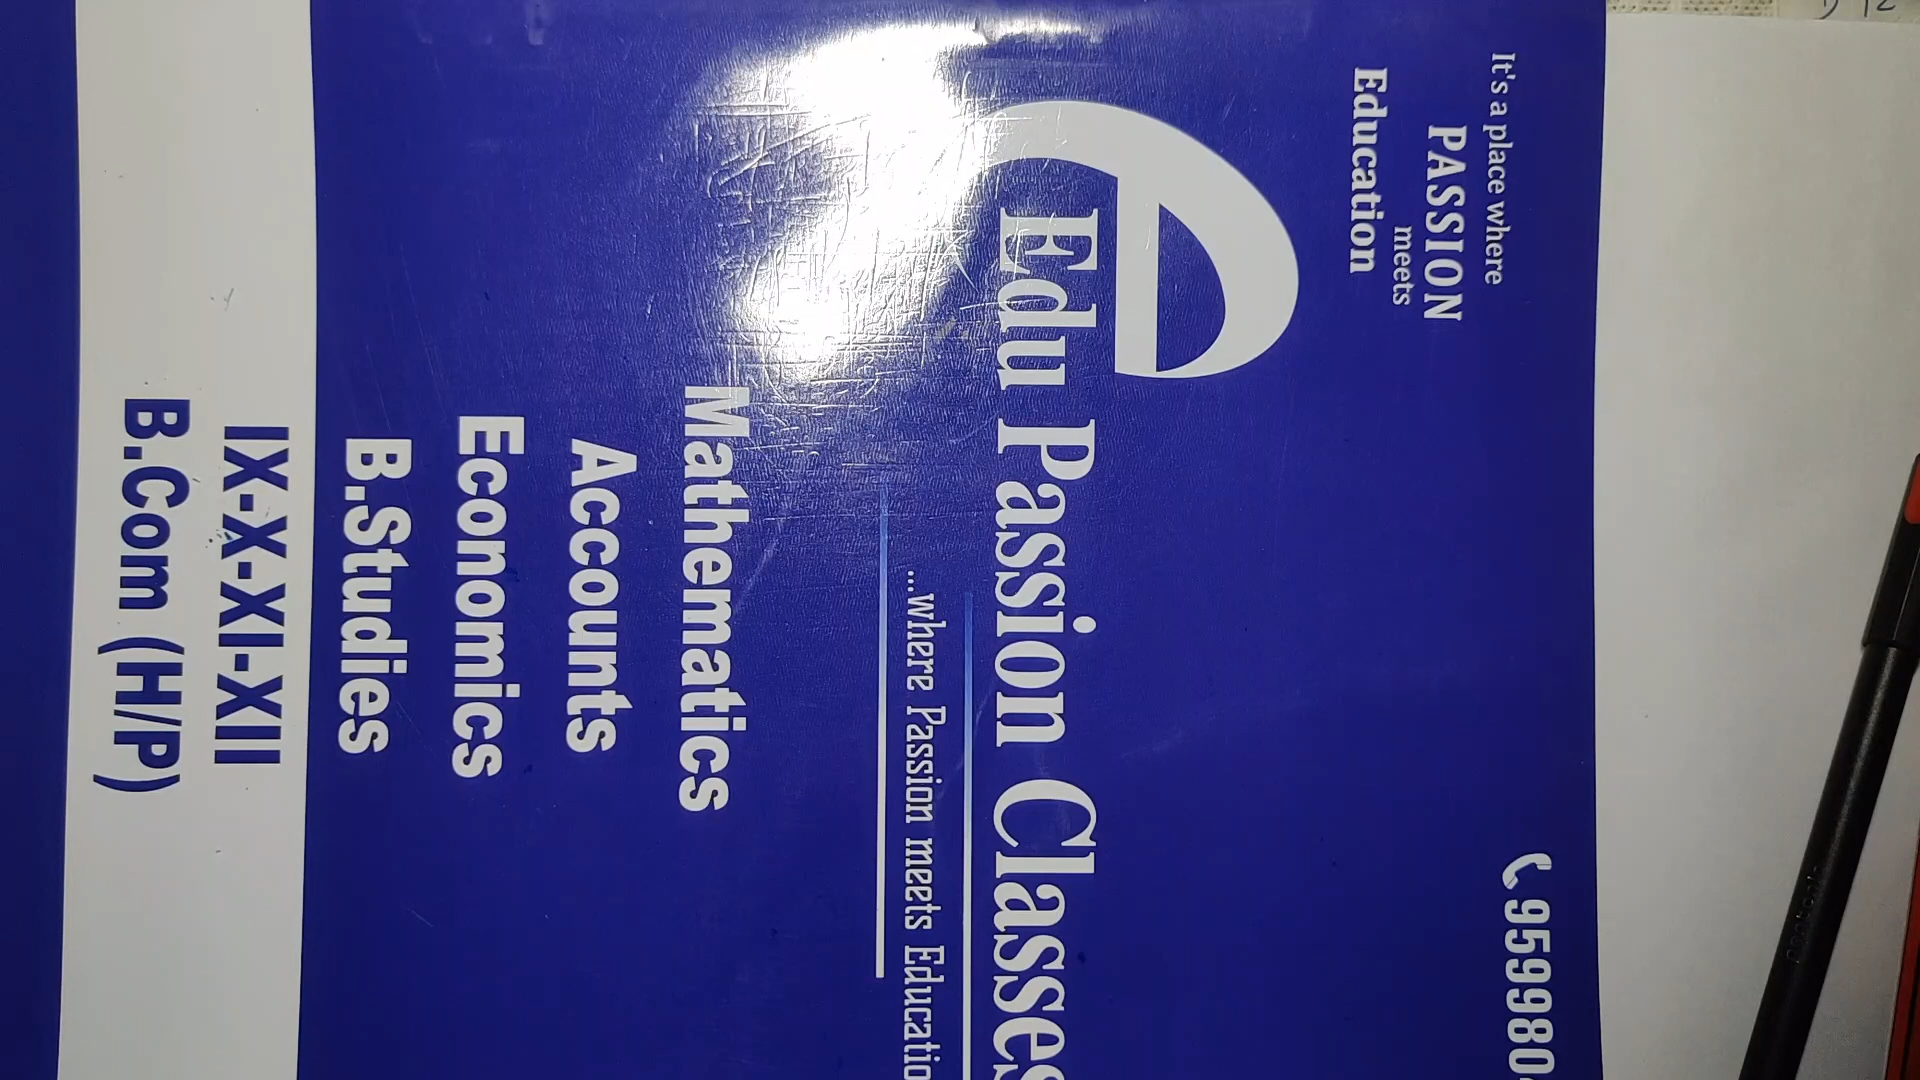 It's a place where
PASSION
meets
Education
959980
Edu Passion Classes
...where Passion meets
Mathematics
Accounts
Economics
B.Studies
IX-X-XI-XII
B.Com (H/P)